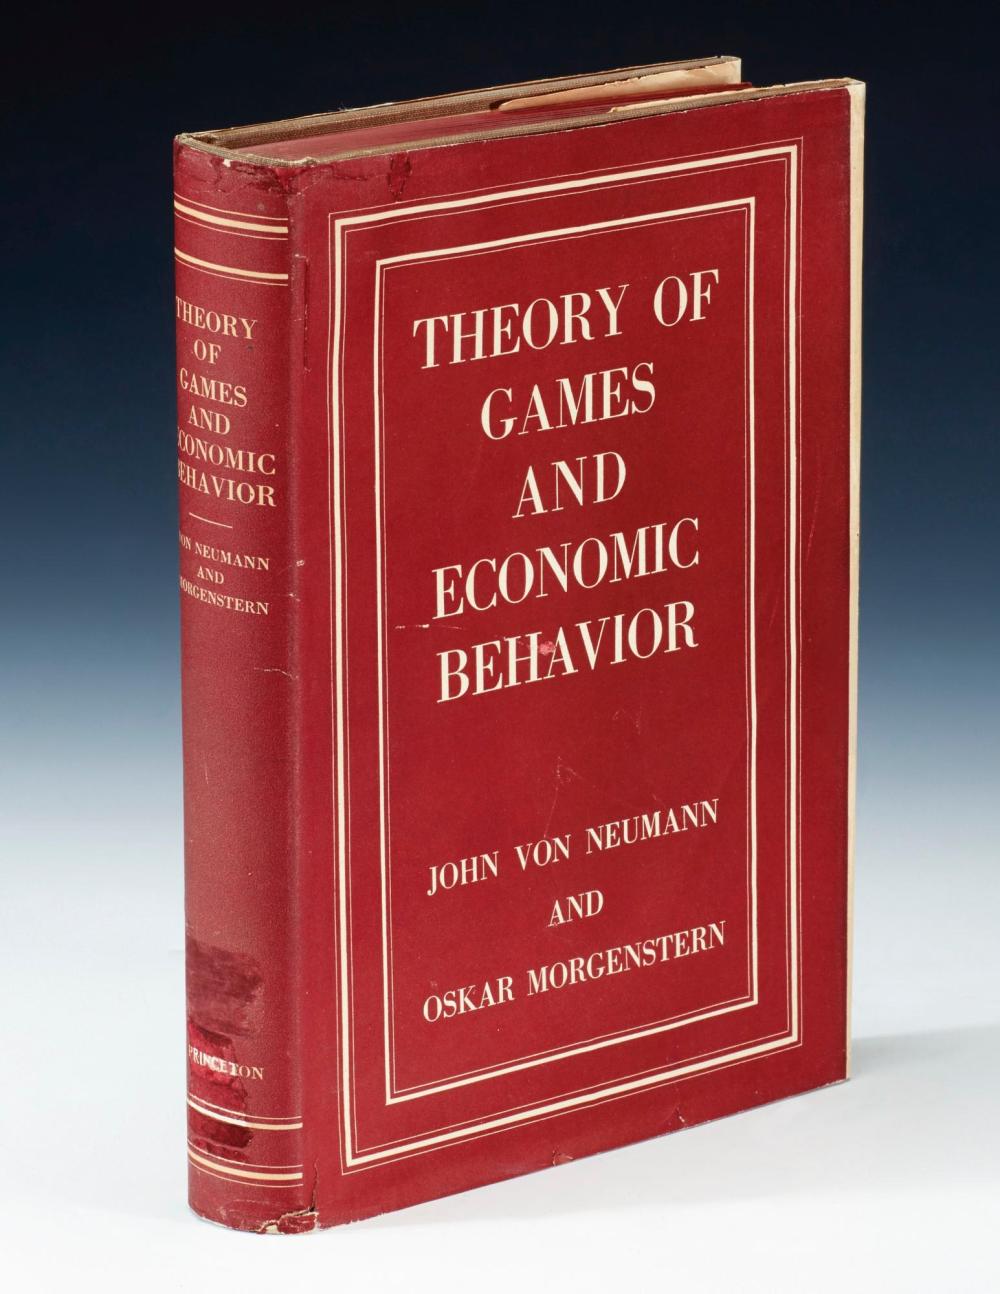 THEORY
OF
GAMES
AND
ECONOMIC
BEHAVIOR
VON NEUMANN
AND
MORGENSTERN
PRINCETON
THEORY OF
GAMES
AND
ECONOMIC
BEHAVIOR
JOHN VON NEUMANN
AND
OSKAR MORGENSTERN